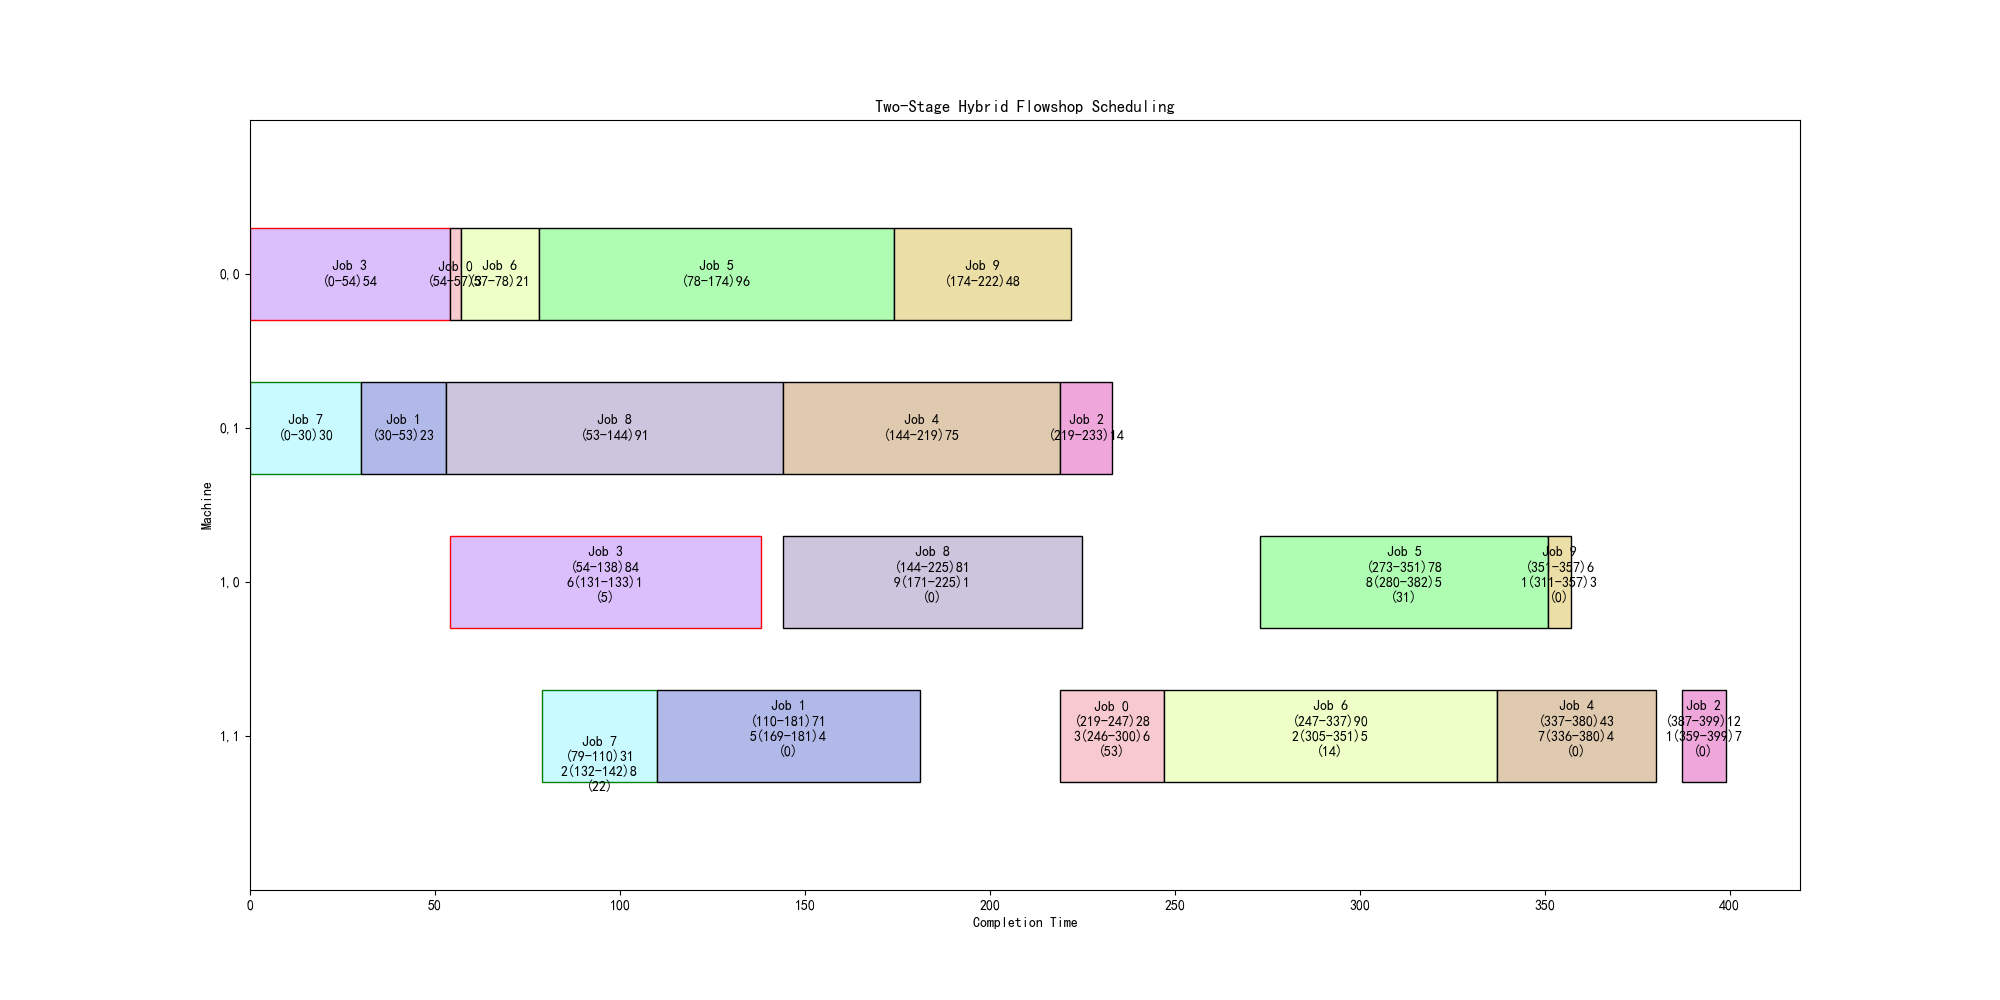 Two-Stage Hybrid Flowshop Scheduling
Machine
0,0
Job 3
(0-54)54
Job 0
(54-57)3
Job 6
(57-78)21
Job 5
(78-174)96
Job 9
(174-222)48
0,1
Job 7
(0-30)30
Job 1
(30-53)23
Job 8
(53-144)91
Job 4
(144-219)75
Job 2
(219-233)14
1,0
Job 3
(54-138)84
6(131-133)1
(5)
Job 8
(144-225)81
9(171-225)1
(0)
Job 5
(273-351)78
8(280-382)5
(31)
Job 9
(351-357)6
1(311-357)3
(0)
1,1
Job 7
(79-110)31
2(132-142)8
(22)
Job 1
(110-181)71
5(169-181)4
(0)
Job 0
(219-247)28
3(246-300)6
(53)
Job 6
(247-337)90
2(305-351)5
(14)
Job 4
(337-380)43
7(336-380)4
(0)
Job 2
(387-399)12
1(359-399)7
(0)
0
50
100
150
200
250
300
350
400
Completion Time